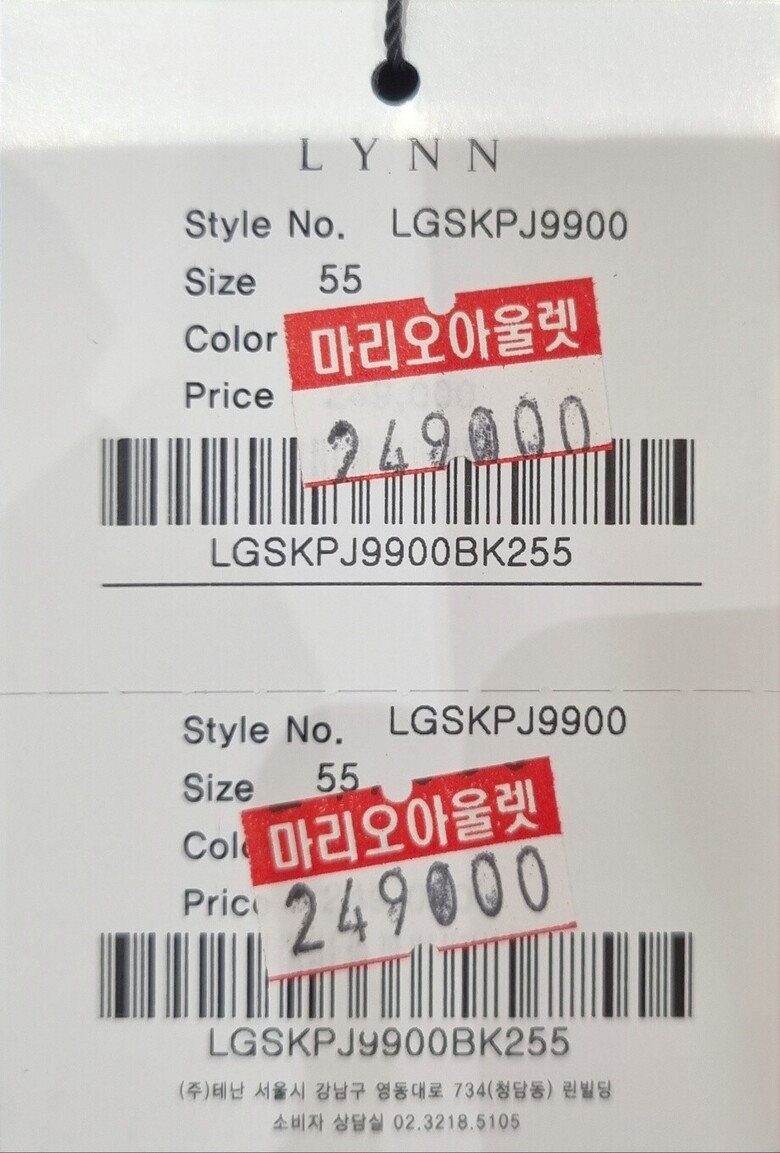 LYNN
Style No. LGSKPJ9900
Size 55
Color
Price
마리오아울렛
249000
LGSKPJ9900BK255
Style No. LGSKPJ9900
Size 55
마리오아울렛
249000
LGSKPJ9900BK255
(주)테난 서울시 강남구 영동대로 734(청담동) 린빌딩
소비자 상담실 02.3218.5105